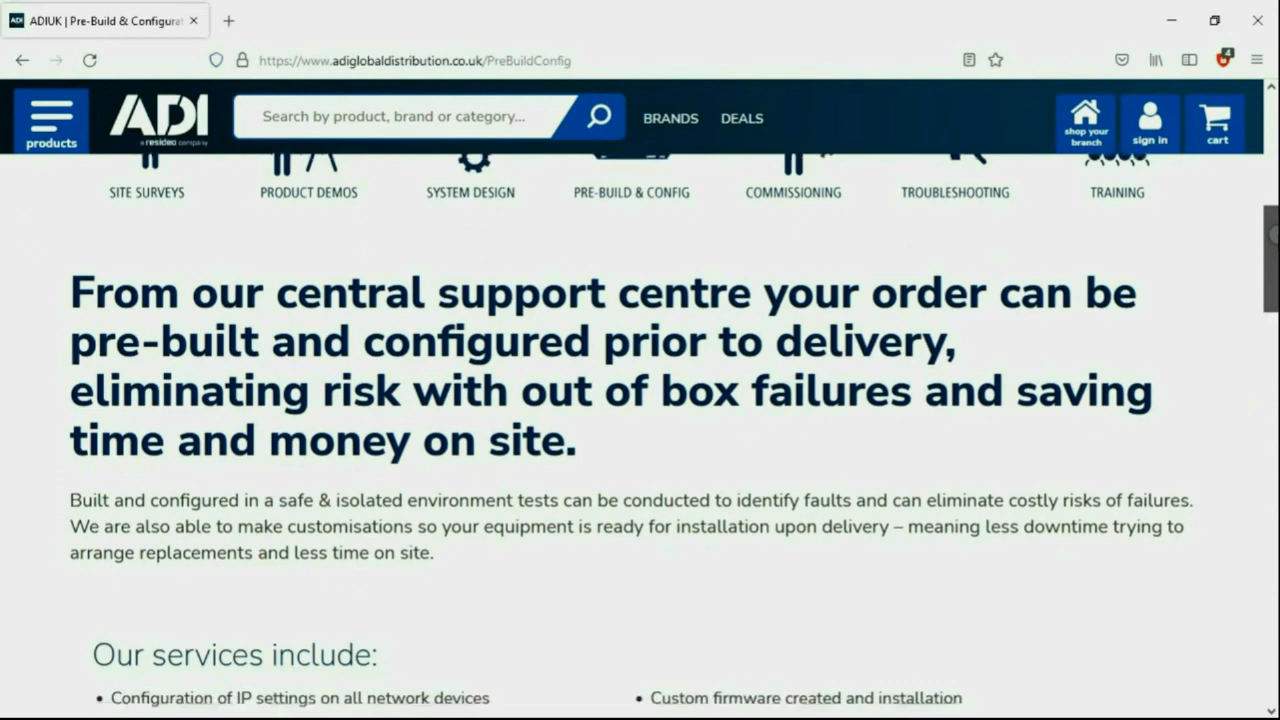 ADIUK | Pre-Build & Configurat
https://www.adiglobaldistribution.co.uk/PreBuildConfig
4
products
ADI
a resideo company
Search by product, brand or category...
BRANDS
DEALS
shop your
branch
sign in
cart
SITE SURVEYS
PRODUCT DEMOS
SYSTEM DESIGN
PRE-BUILD & CONFIG
COMMISSIONING
TROUBLESHOOTING
TRAINING
From our central support centre your order can be
pre-built and configured prior to delivery,
eliminating risk with out of box failures and saving
time and money on site.
Built and configured in a safe & isolated environment tests can be conducted to identify faults and can eliminate costly risks of failures.
We are also able to make customisations so your equipment is ready for installation upon delivery – meaning less downtime trying to
arrange replacements and less time on site.
Our services include:
• Configuration of IP settings on all network devices
• Custom firmware created and installation